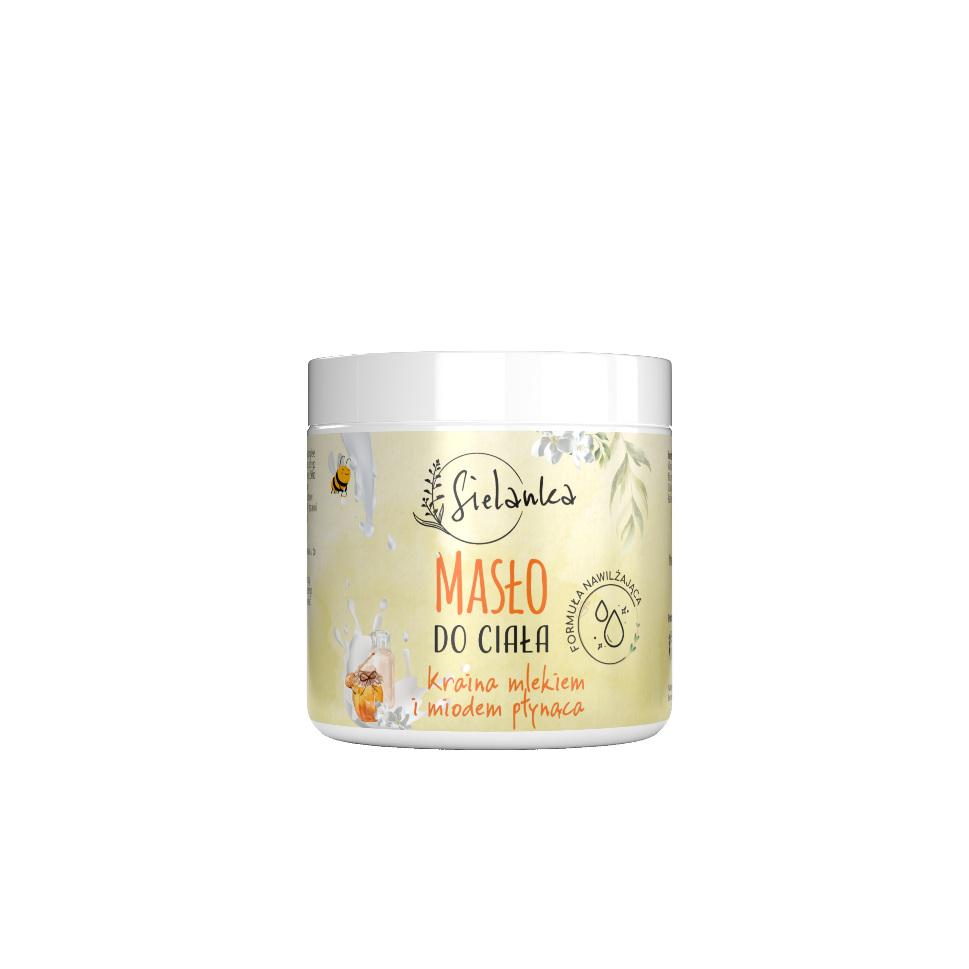 Sielanka
MASŁO
DO CIAŁA
FORMUŁA NAWILŻAJĄCA
Kraina mlekiem
i miodem płynąca